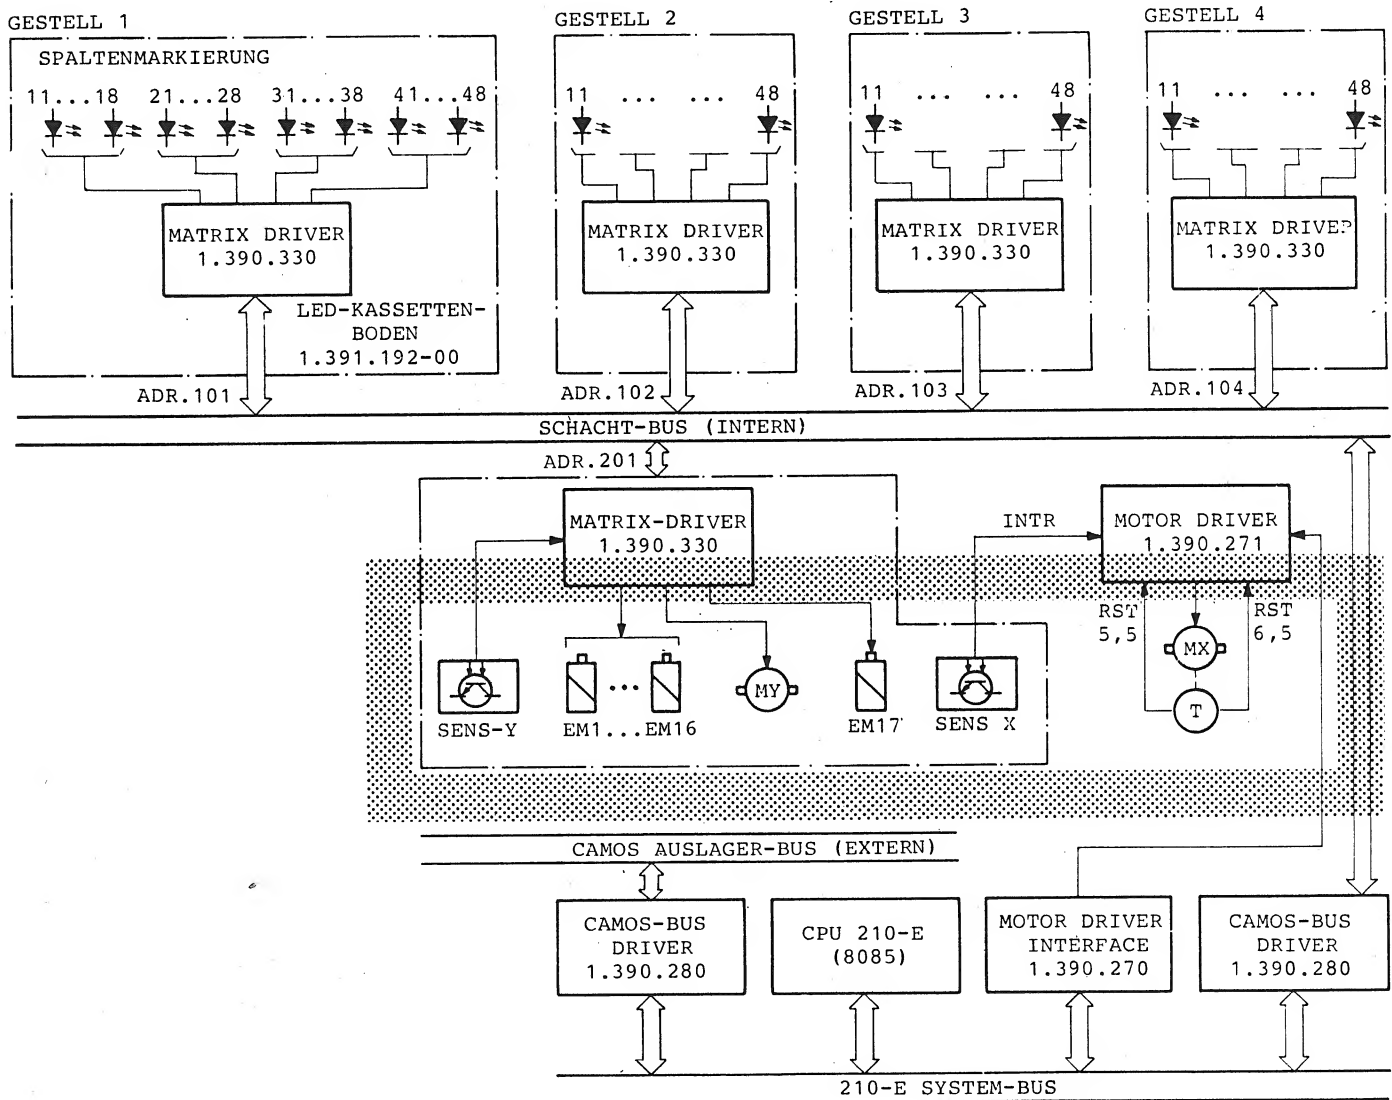 GESTELL 1
GESTELL 2
GESTELL 3
GESTELL 4
SPALTENMARKIERUNG
11...18 21...28 31...38 41...48
11 ... ... 48
11 ... ... 48
11 ... ... 48
MATRIX DRIVER
1.390.330
MATRIX DRIVER
1.390.330
MATRIX DRIVER
1.390.330
MATRIX DRIVER
1.390.330
LED-KASSETTEN-
BODEN
1.391.192-00
ADR.101
ADR.102
ADR.103
ADR.104
SCHACHT-BUS (INTERN)
ADR.201
MATRIX-DRIVER
1.390.330
INTR
MOTOR DRIVER
1.390.271
RST
5,5
RST
6,5
MX
T
MY
SENS-Y
EM1...EM16
EM17
SENS X
CAMOS AUSLAGER-BUS (EXTERN)
CAMOS-BUS
DRIVER
1.390.280
CPU 210-E
(8085)
MOTOR DRIVER
INTERFACE
1.390.270
CAMOS-BUS
DRIVER
1.390.280
210-E SYSTEM-BUS